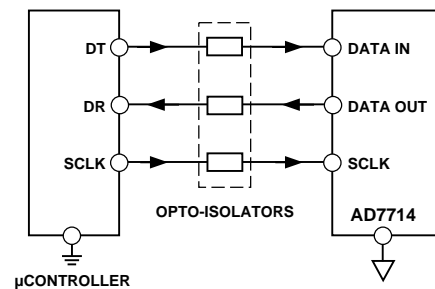 DT
DATA IN
DR
DATA OUT
SCLK
SCLK
OPTO-ISOLATORS
AD7714
µCONTROLLER